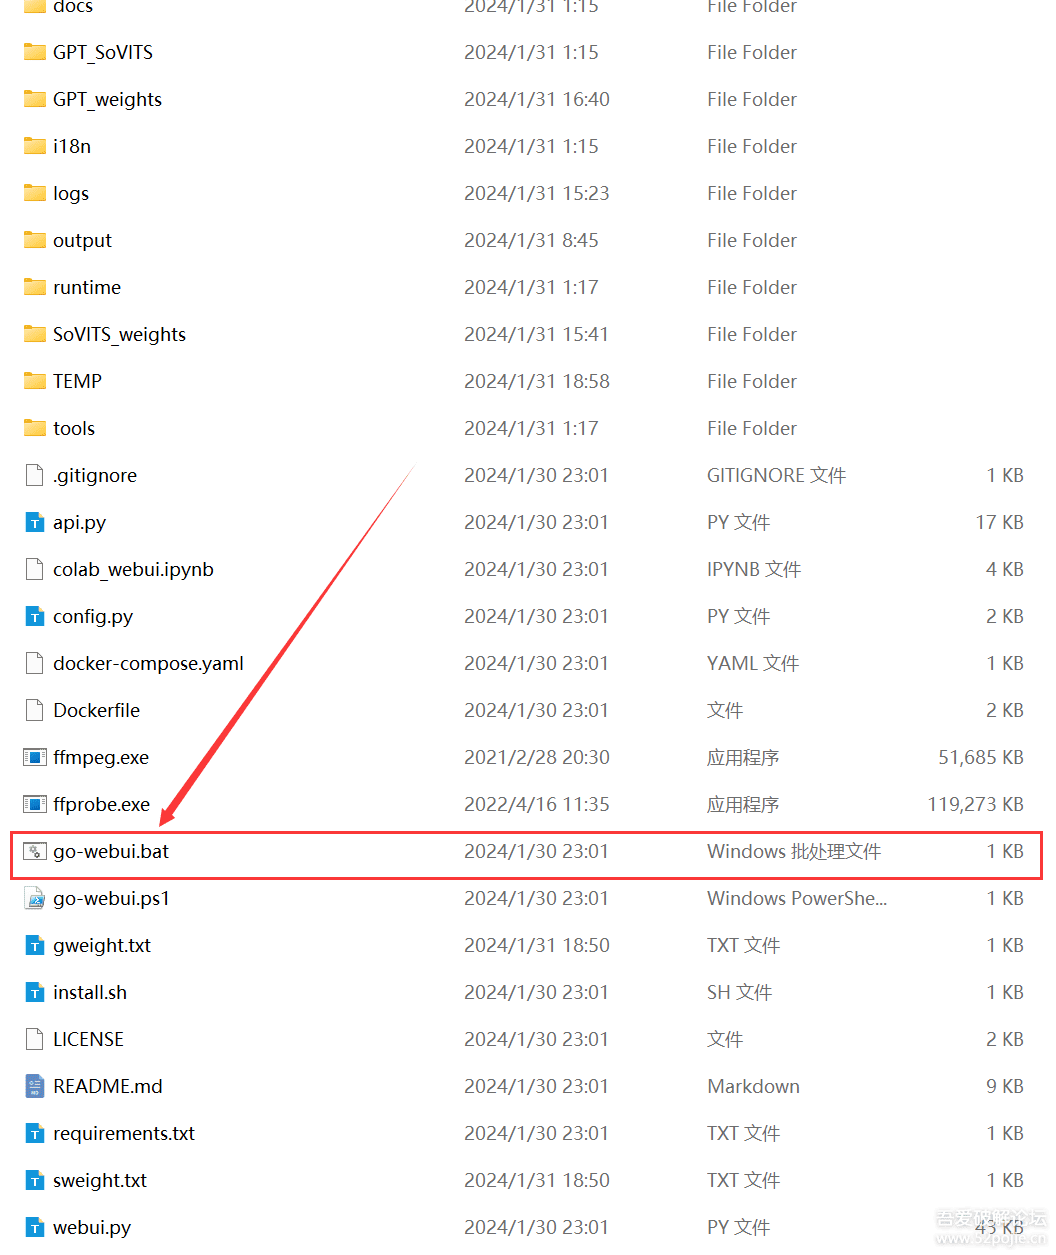 docs 2024/1/31 1:15 File Folder
GPT_SoVITS 2024/1/31 1:15 File Folder
GPT_weights 2024/1/31 16:40 File Folder
i18n 2024/1/31 1:15 File Folder
logs 2024/1/31 15:23 File Folder
output 2024/1/31 8:45 File Folder
runtime 2024/1/31 1:17 File Folder
SoVITS_weights 2024/1/31 15:41 File Folder
TEMP 2024/1/31 18:58 File Folder
tools 2024/1/31 1:17 File Folder
.gitignore 2024/1/30 23:01 GITIGNORE 文件 1 KB
api.py 2024/1/30 23:01 PY 文件 17 KB
colab_webui.ipynb 2024/1/30 23:01 IPYNB 文件 4 KB
config.py 2024/1/30 23:01 PY 文件 2 KB
docker-compose.yaml 2024/1/30 23:01 YAML 文件 1 KB
Dockerfile 2024/1/30 23:01 文件 2 KB
ffmpeg.exe 2021/2/28 20:30 应用程序 51,685 KB
ffprobe.exe 2022/4/16 11:35 应用程序 119,273 KB
go-webui.bat 2024/1/30 23:01 Windows 批处理文件 1 KB
go-webui.ps1 2024/1/30 23:01 Windows PowerShe... 1 KB
gweight.txt 2024/1/31 18:50 TXT 文件 1 KB
install.sh 2024/1/30 23:01 SH 文件 1 KB
LICENSE 2024/1/30 23:01 文件 2 KB
README.md 2024/1/30 23:01 Markdown 9 KB
requirements.txt 2024/1/30 23:01 TXT 文件 1 KB
sweight.txt 2024/1/31 18:50 TXT 文件 1 KB
webui.py 2024/1/30 23:01 PY 文件 43 KB
吾爱破解论坛
www.52pojie.cn